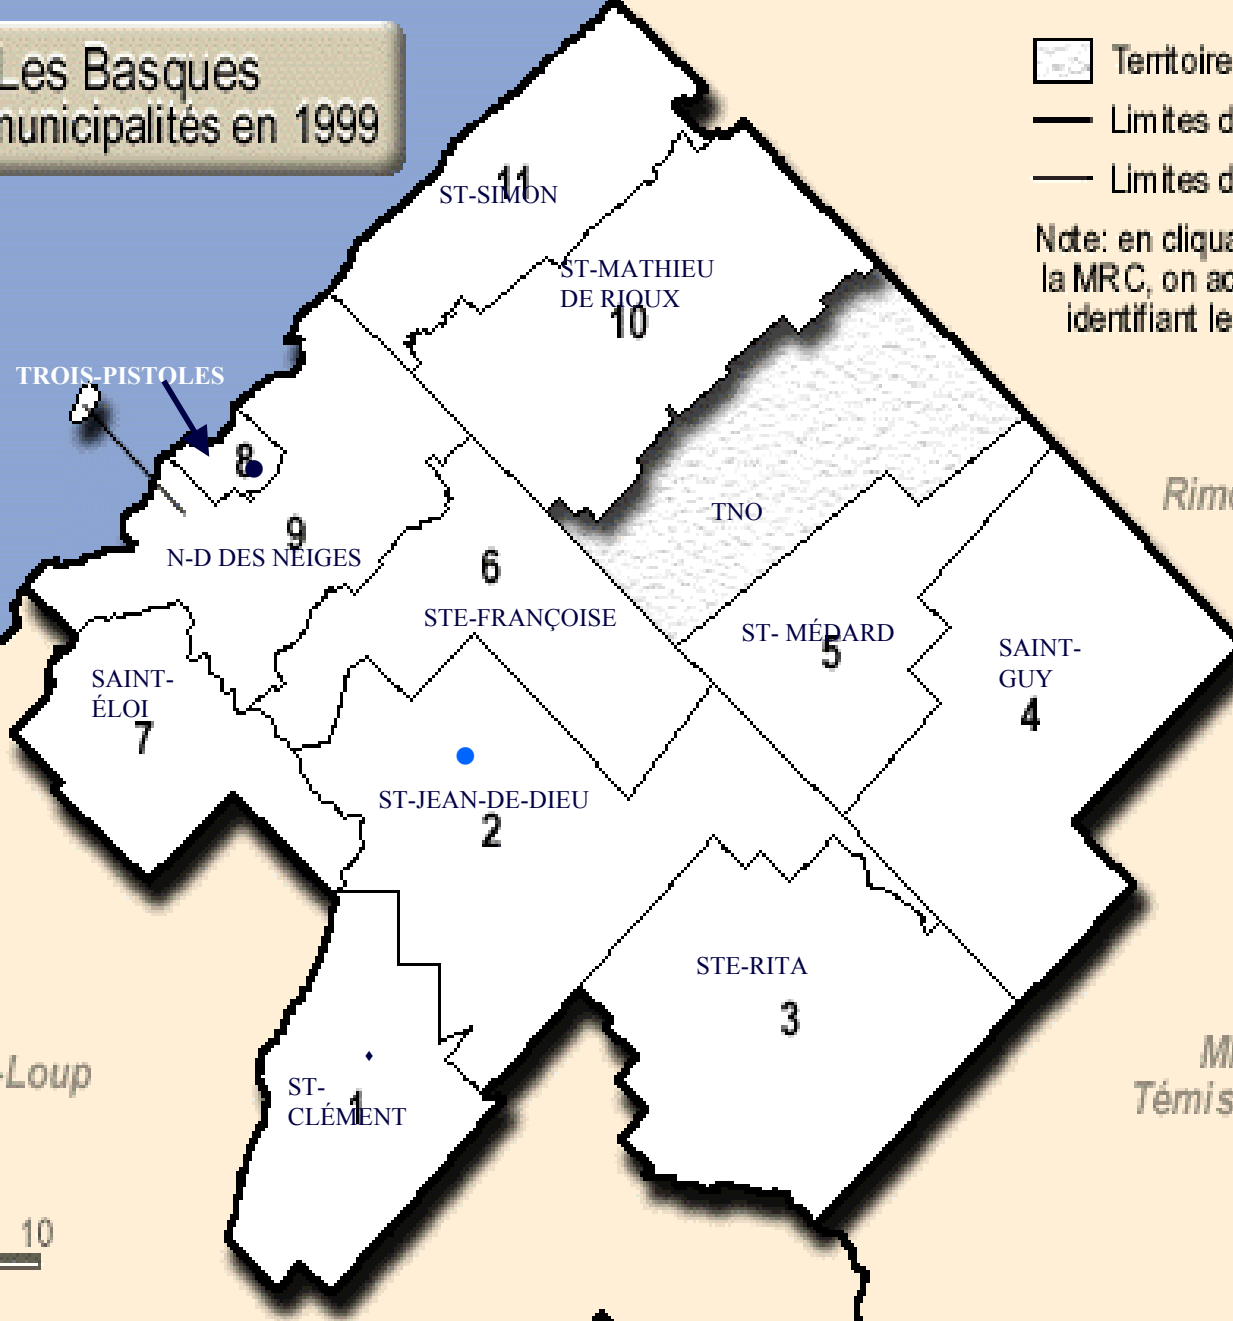 Les Basques
municipalités en 1999
Territoire
Limites d
Limites d
Note: en cliqua
la MRC, on ac
identifiant le
11
ST-SIMON
ST-MATHIEU
DE RIOUX
10
TROIS-PISTOLES
8
9
N-D DES NEIGES
6
STE-FRANÇOISE
TNO
ST- MÉDARD
5
SAINT-
GUY
4
SAINT-
ÉLOI
7
ST-JEAN-DE-DIEU
2
STE-RITA
3
ST-
CLÉMENT
1
Rimo
-Loup
M
Témis
10